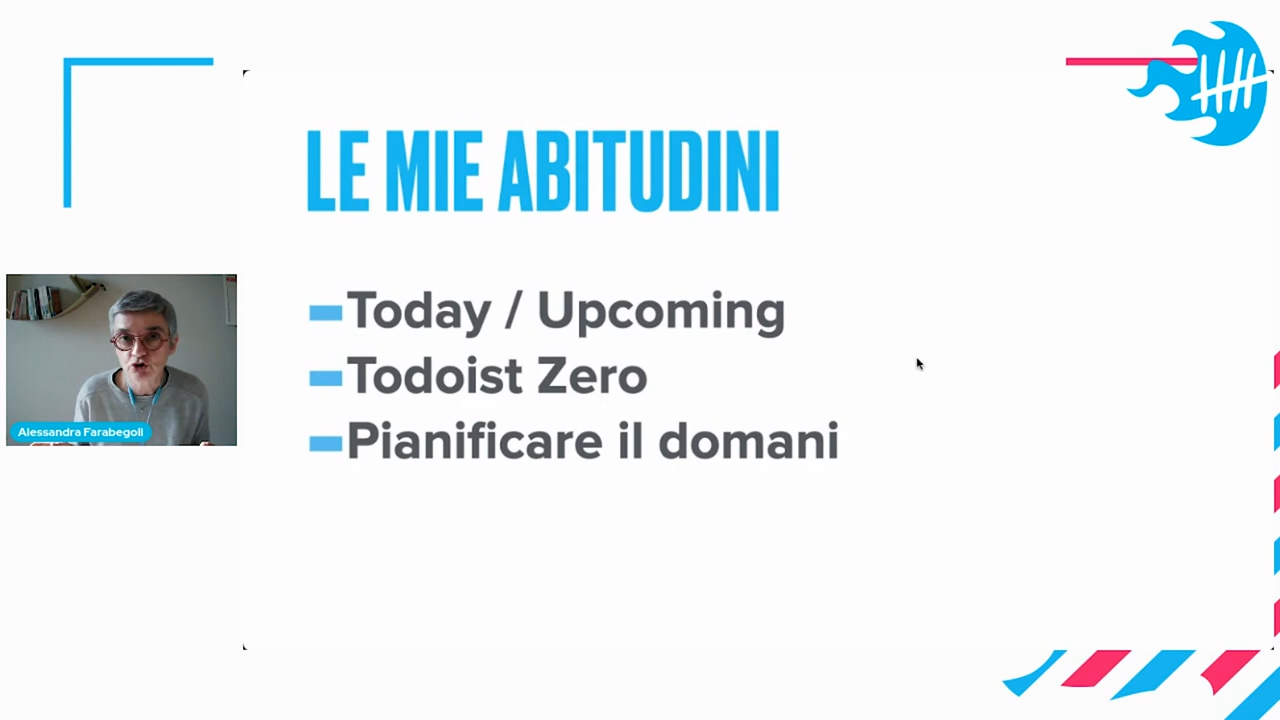 LE MIE ABITUDINI
Today / Upcoming
Todoist Zero
Pianificare il domani
Alessandra Farabegoli